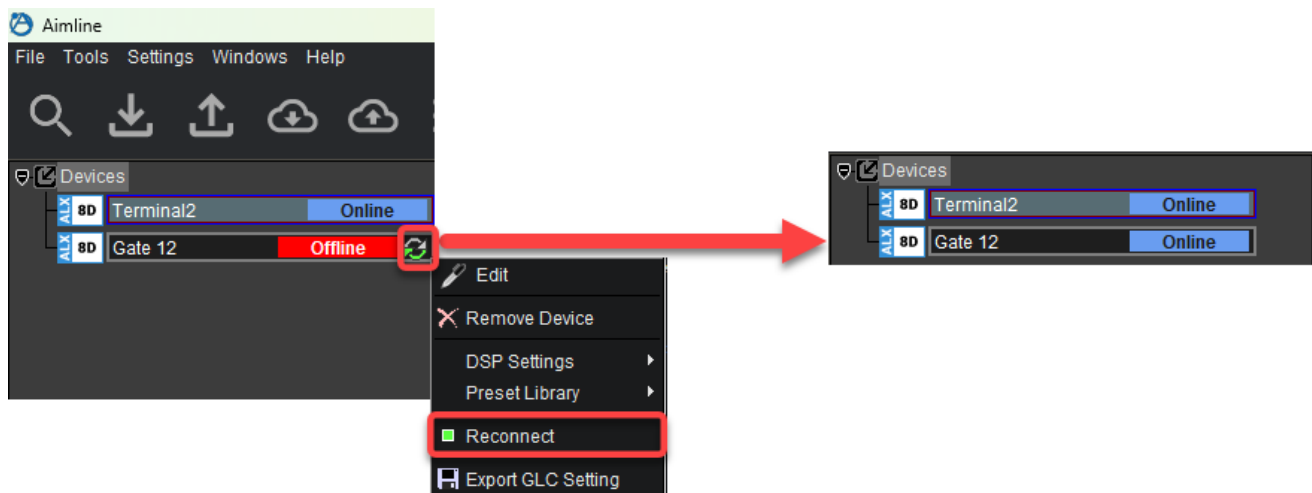 Aimline
File Tools Settings Windows Help
Devices
ALX 8D Terminal2 Online
ALX 8D Gate 12 Offline
Edit
Remove Device
DSP Settings
Preset Library
Reconnect
Export GLC Setting
Devices
ALX 8D Terminal2 Online
ALX 8D Gate 12 Online